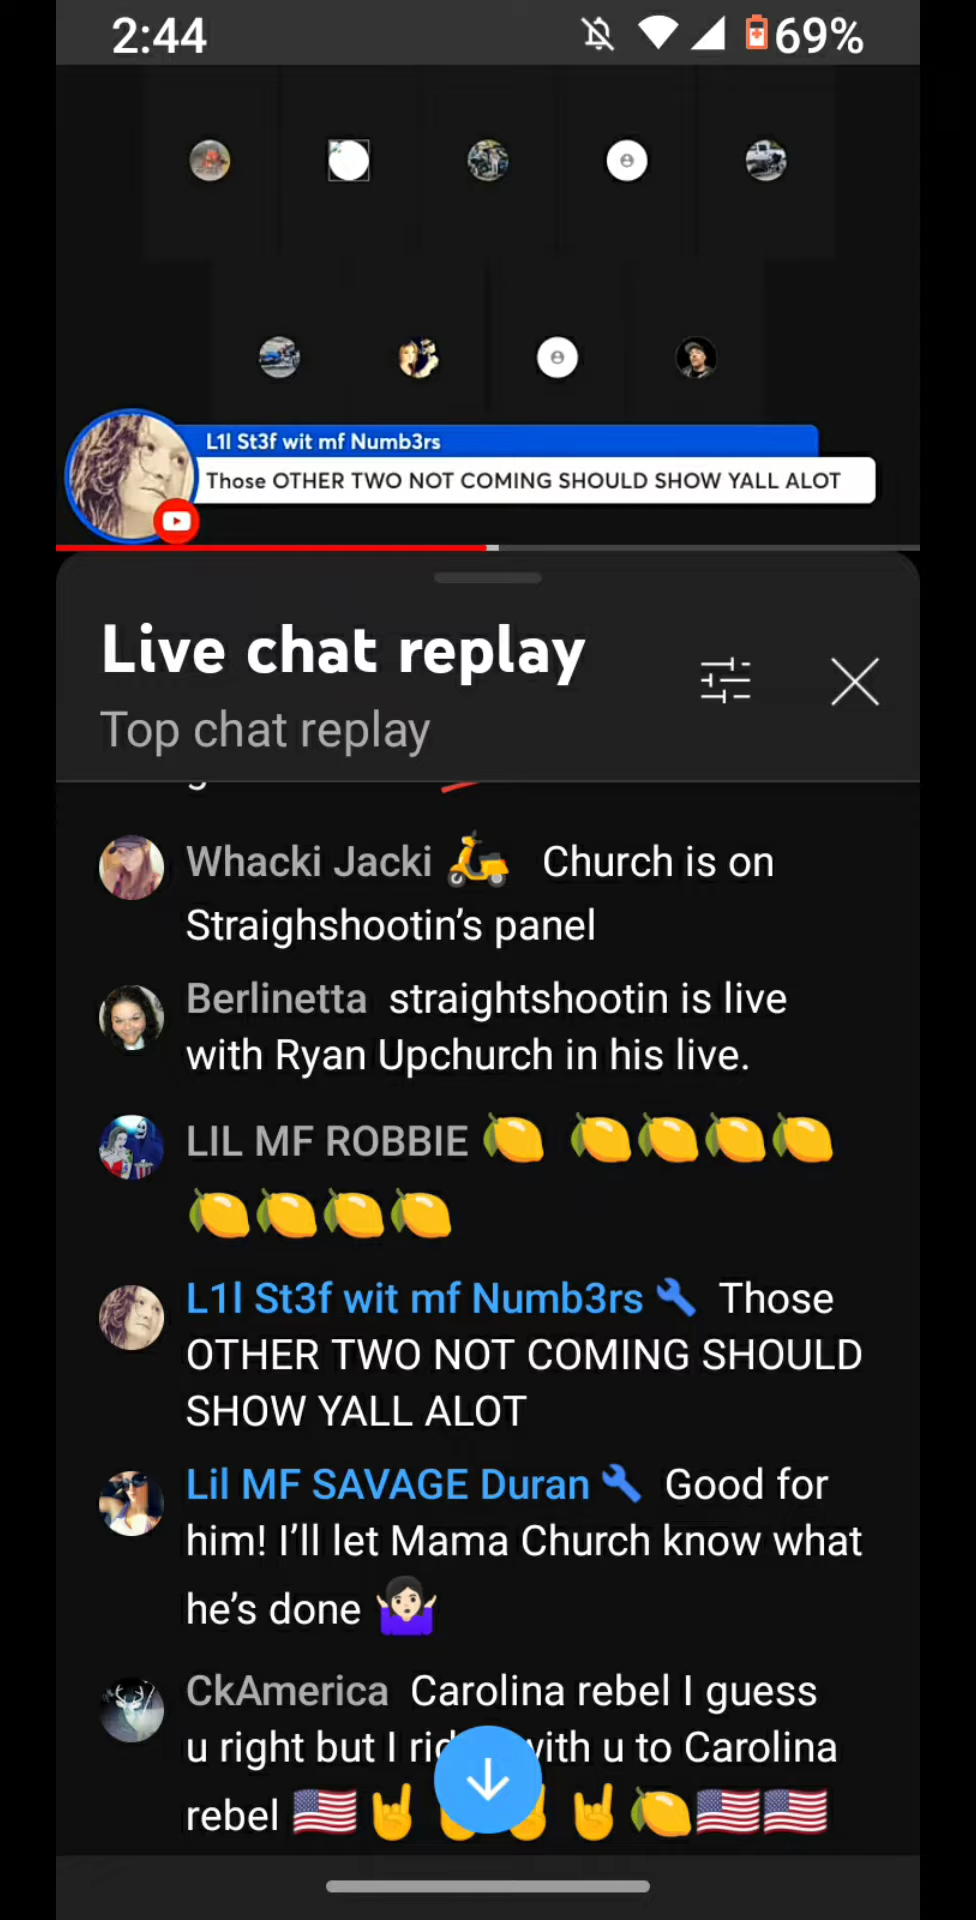 2:44 69%
L1l St3f wit mf Numb3rs
Those OTHER TWO NOT COMING SHOULD SHOW YALL ALOT
Live chat replay
Top chat replay
Whacki Jacki 🛵 Church is on
Straighshootin’s panel
Berlinetta straightshootin is live
with Ryan Upchurch in his live.
LIL MF ROBBIE 🍋 🍋🍋🍋🍋
🍋🍋🍋🍋
L1l St3f wit mf Numb3rs Those
OTHER TWO NOT COMING SHOULD
SHOW YALL ALOT
Lil MF SAVAGE Duran Good for
him! I’ll let Mama Church know what
he’s done 🤷🏻‍♀️
CkAmerica Carolina rebel I guess
u right but I with u to Carolina
rebel 🇺🇸🤘🤘🤘🤘🍋🇺🇸🇺🇸